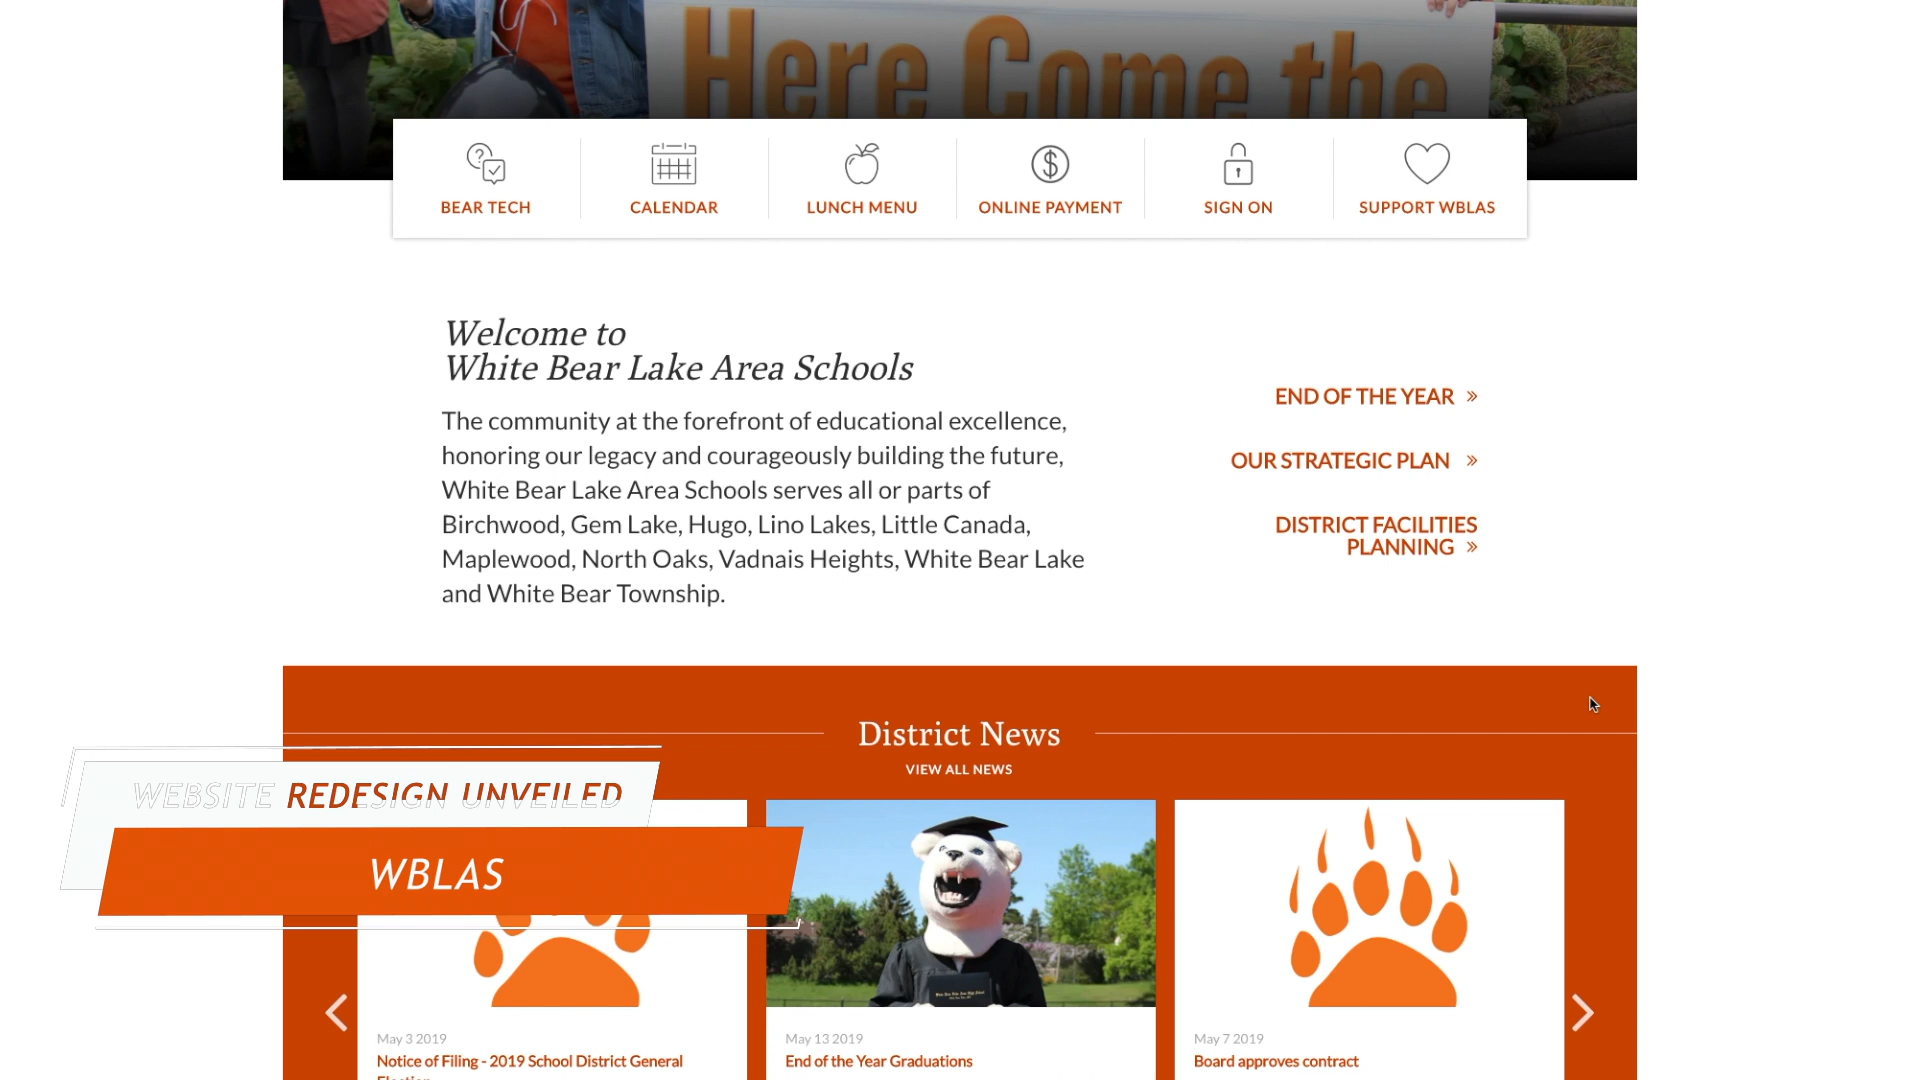 Here Come the
BEAR TECH
CALENDAR
LUNCH MENU
ONLINE PAYMENT
SIGN ON
SUPPORT WBLAS
Welcome to
White Bear Lake Area Schools
The community at the forefront of educational excellence,
honoring our legacy and courageously building the future,
White Bear Lake Area Schools serves all or parts of
Birchwood, Gem Lake, Hugo, Lino Lakes, Little Canada,
Maplewood, North Oaks, Vadnais Heights, White Bear Lake
and White Bear Township.
END OF THE YEAR »
OUR STRATEGIC PLAN »
DISTRICT FACILITIES
PLANNING »
District News
VIEW ALL NEWS
WEBSITE REDESIGN UNVEILED
WBLAS
May 3 2019
Notice of Filing - 2019 School District General
Election
May 13 2019
End of the Year Graduations
May 7 2019
Board approves contract